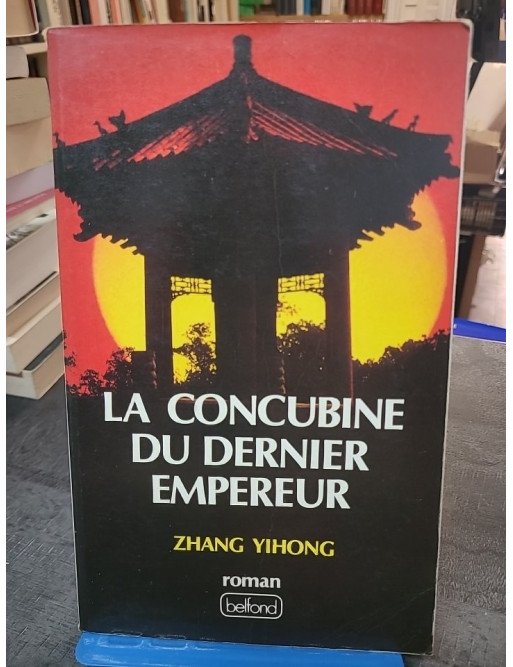 LA CONCUBINE
DU DERNIER
EMPEREUR
ZHANG YIHONG
roman
belfond